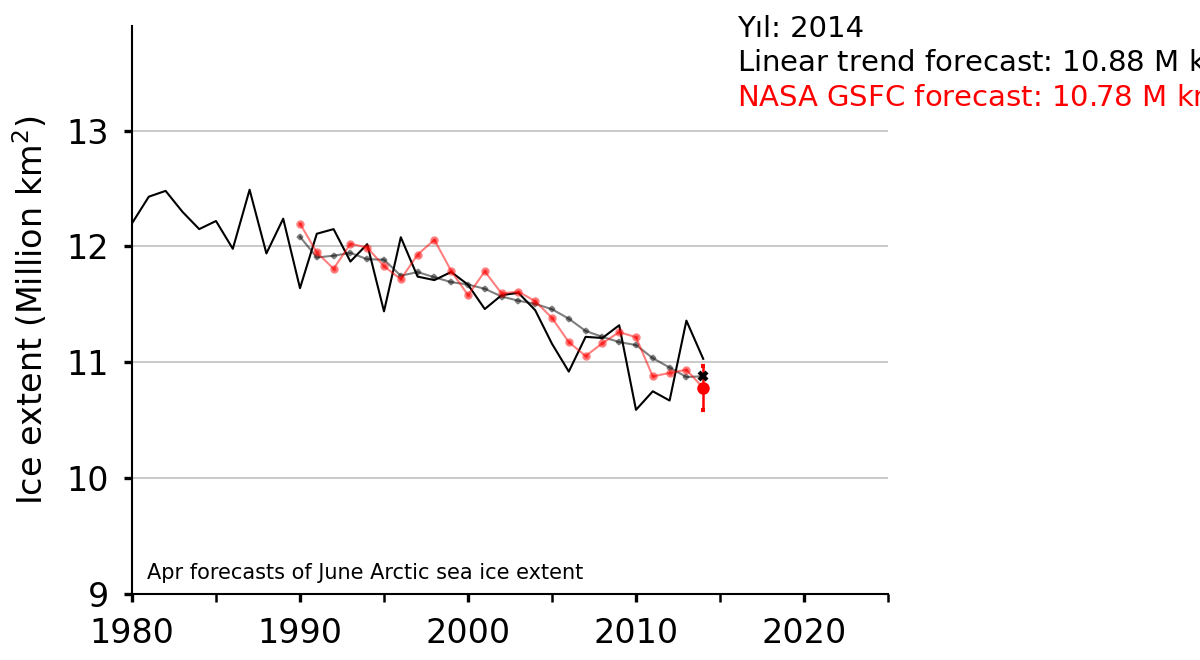 Yıl: 2014
Linear trend forecast: 10.88 M k
NASA GSFC forecast: 10.78 M kr
Ice extent (Million km²)
13
12
11
10
9
Apr forecasts of June Arctic sea ice extent
1980 1990 2000 2010 2020